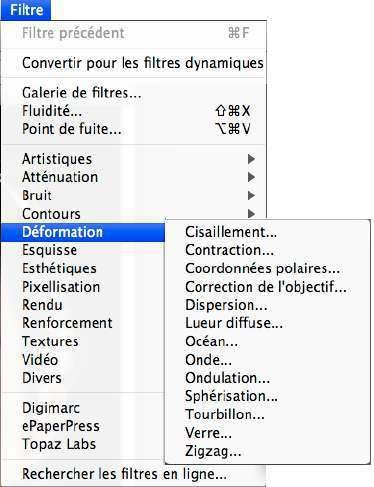 Filtre
Filtre précédent ⌘F
Convertir pour les filtres dynamiques
Galerie de filtres...
Fluidité... ⇧⌘X
Point de fuite... ⌥⌘V
Artistiques
Atténuation
Bruit
Contours
Déformation
Esquisse
Esthétiques
Pixellisation
Rendu
Renforcement
Textures
Vidéo
Divers
Digimarc
ePaperPress
Topaz Labs
Rechercher les filtres en ligne...
Cisaillement...
Contraction...
Coordonnées polaires...
Correction de l'objectif...
Dispersion...
Lueur diffuse...
Océan...
Onde...
Ondulation...
Sphérisation...
Tourbillon...
Verre...
Zigzag...